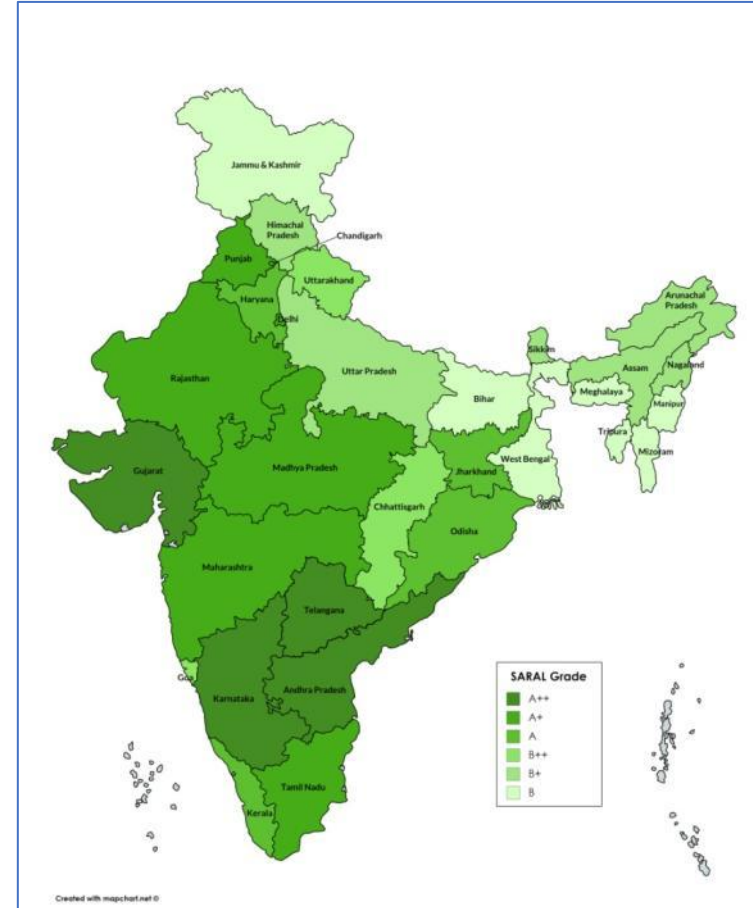 Jammu & Kashmir
Himachal
Pradesh
Chandigarh
Punjab
Uttarakhand
Haryana
Delhi
Arunachal
Pradesh
Sikkim
Nagaland
Assam
Rajasthan
Uttar Pradesh
Bihar
Meghalaya
Manipur
Tripura
Mizoram
West Bengal
Gujarat
Madhya Pradesh
Jharkhand
Chhattisgarh
Odisha
Maharashtra
Telangana
Goa
Karnataka
Andhra Pradesh
Tamil Nadu
Kerala
SARAL Grade
A++
A+
A
B++
B+
B
Created with mapchart.net ©